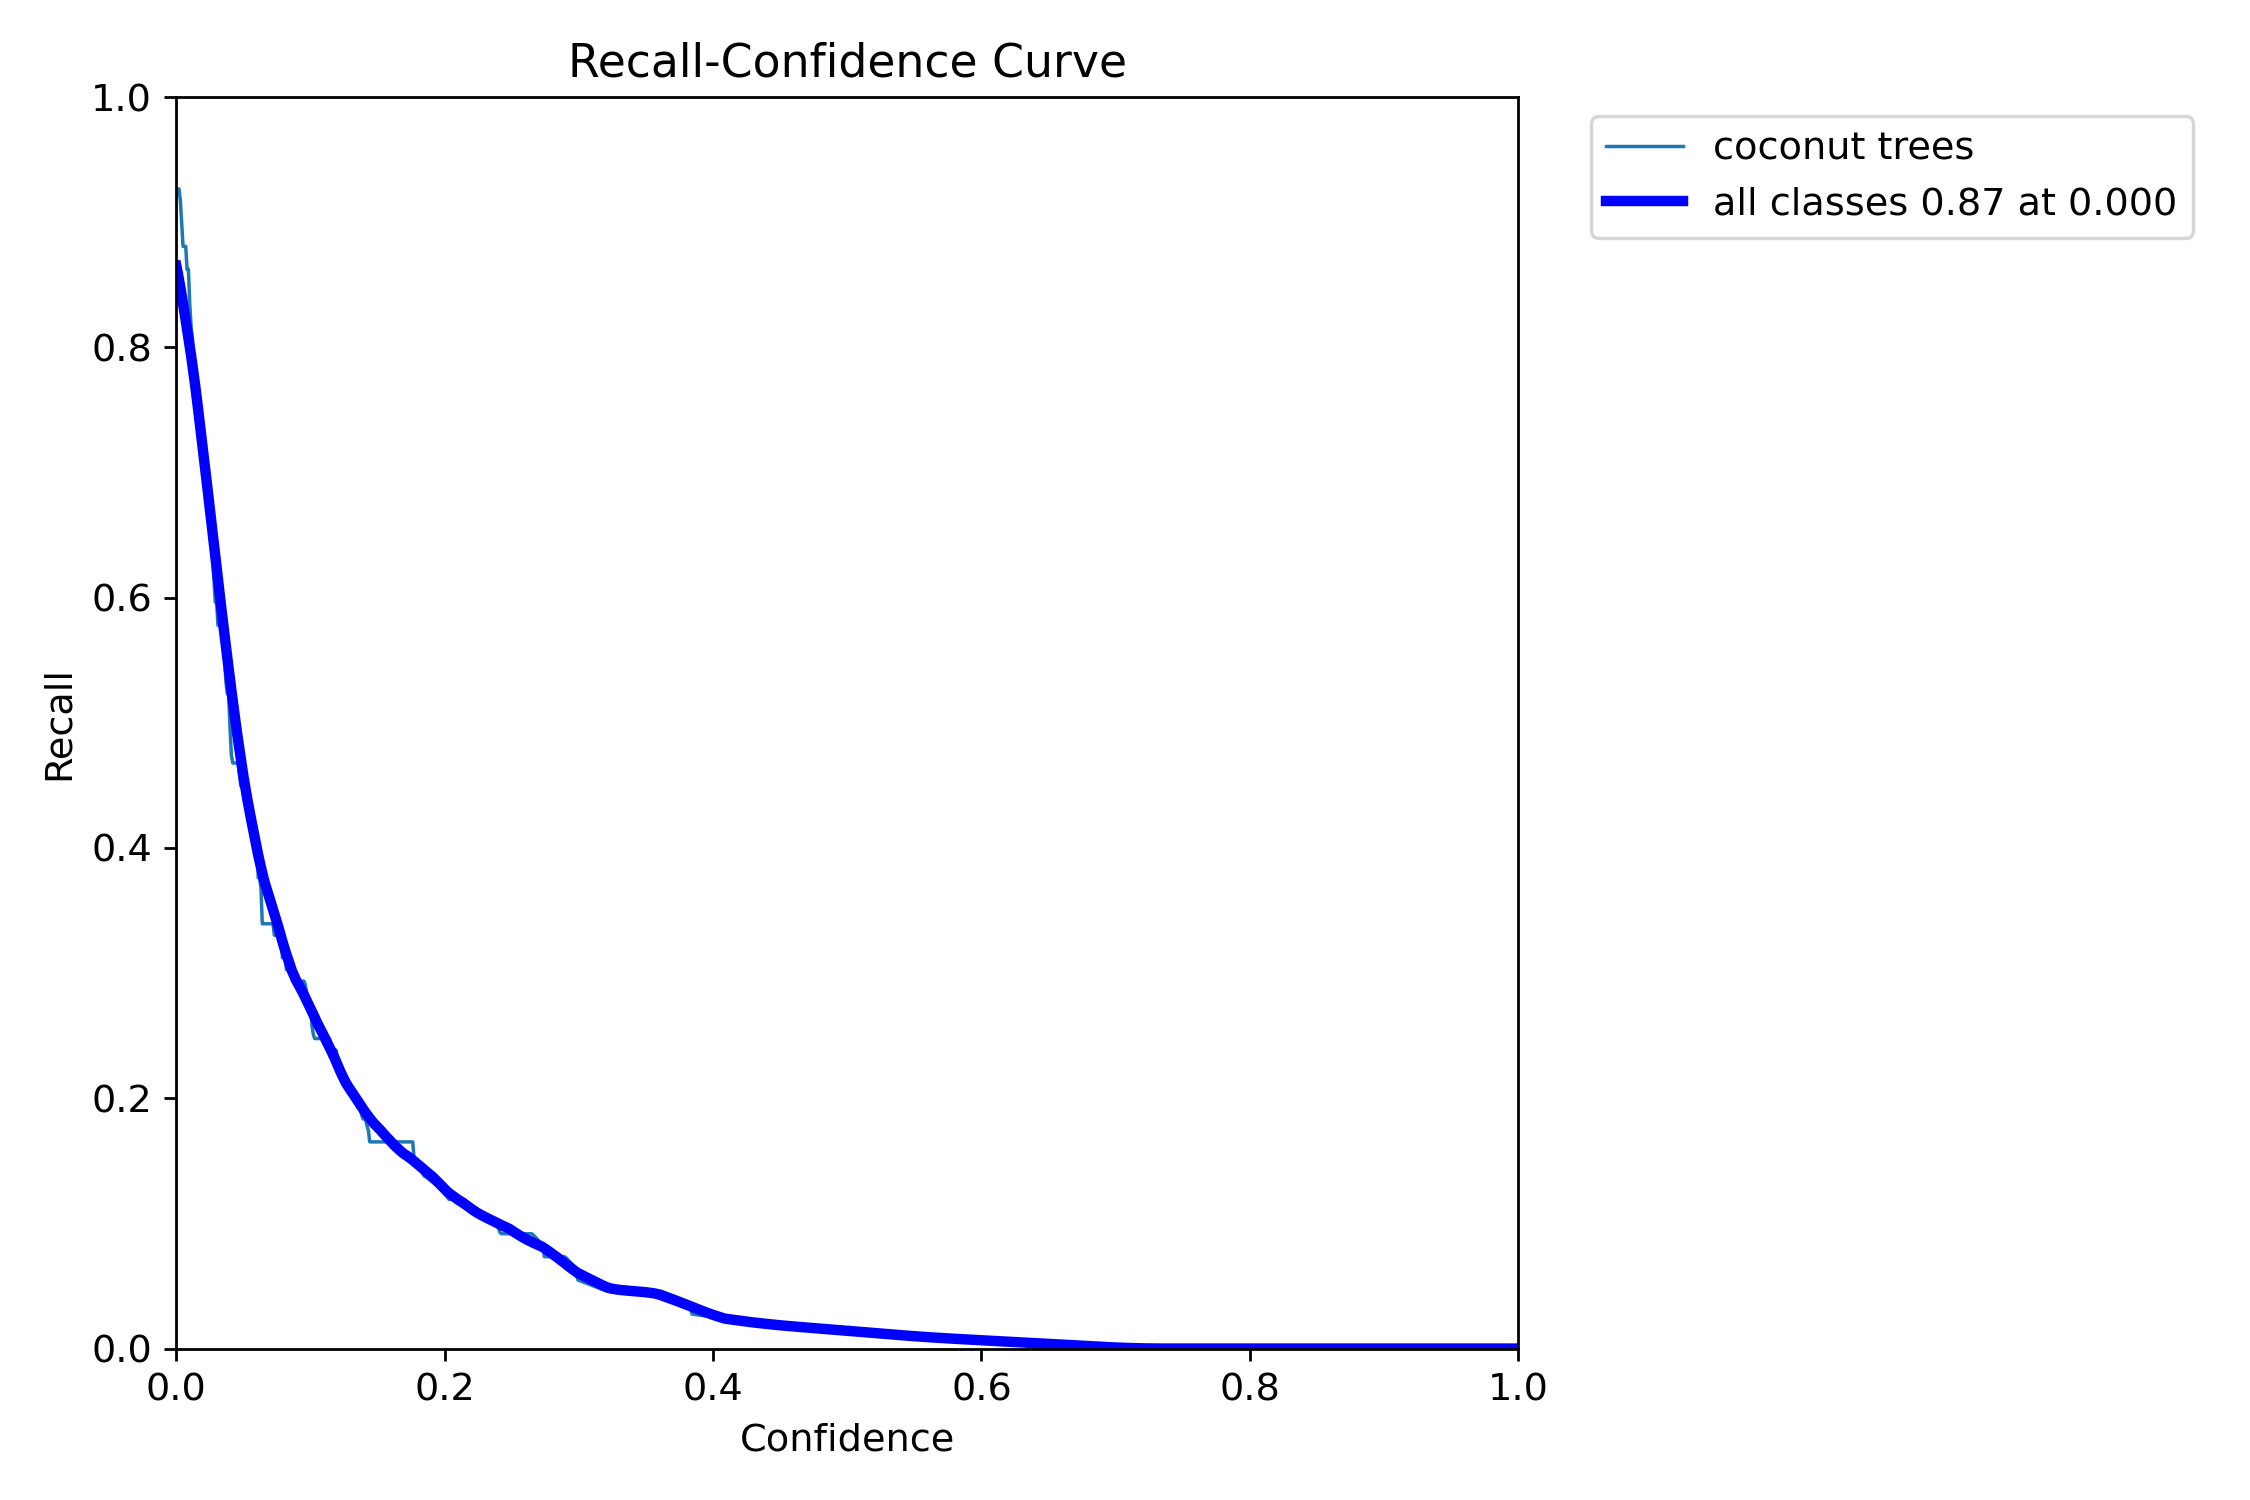 Recall-Confidence Curve
1.0
0.8
0.6
0.4
0.2
0.0
Recall
0.0 0.2 0.4 0.6 0.8 1.0
Confidence
coconut trees
all classes 0.87 at 0.000